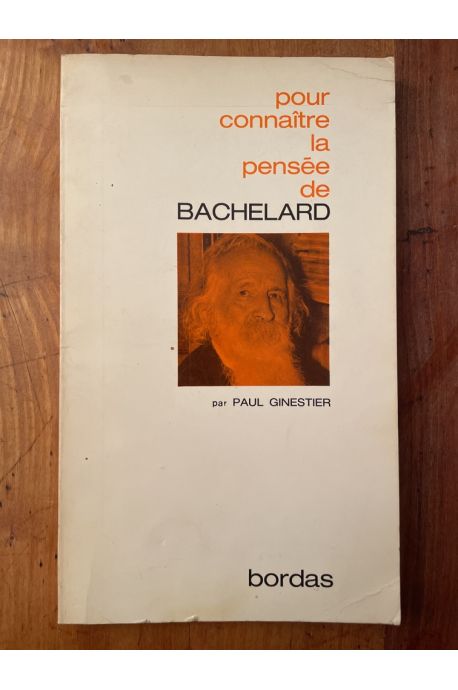 pour
connaître
la
pensée
de
BACHELARD
par PAUL GINESTIER
bordas